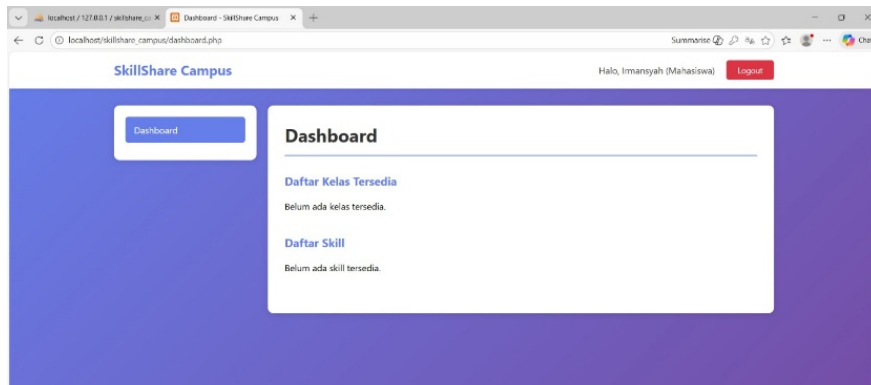 localhost / 127.0.0.1 / skillshare_ca
Dashboard - SkillShare Campus
localhost/skillshare_campus/dashboard.php
Summarise
Chat
SkillShare Campus
Halo, Irmansyah (Mahasiswa)
Logout
Dashboard
Dashboard
Daftar Kelas Tersedia
Belum ada kelas tersedia.
Daftar Skill
Belum ada skill tersedia.